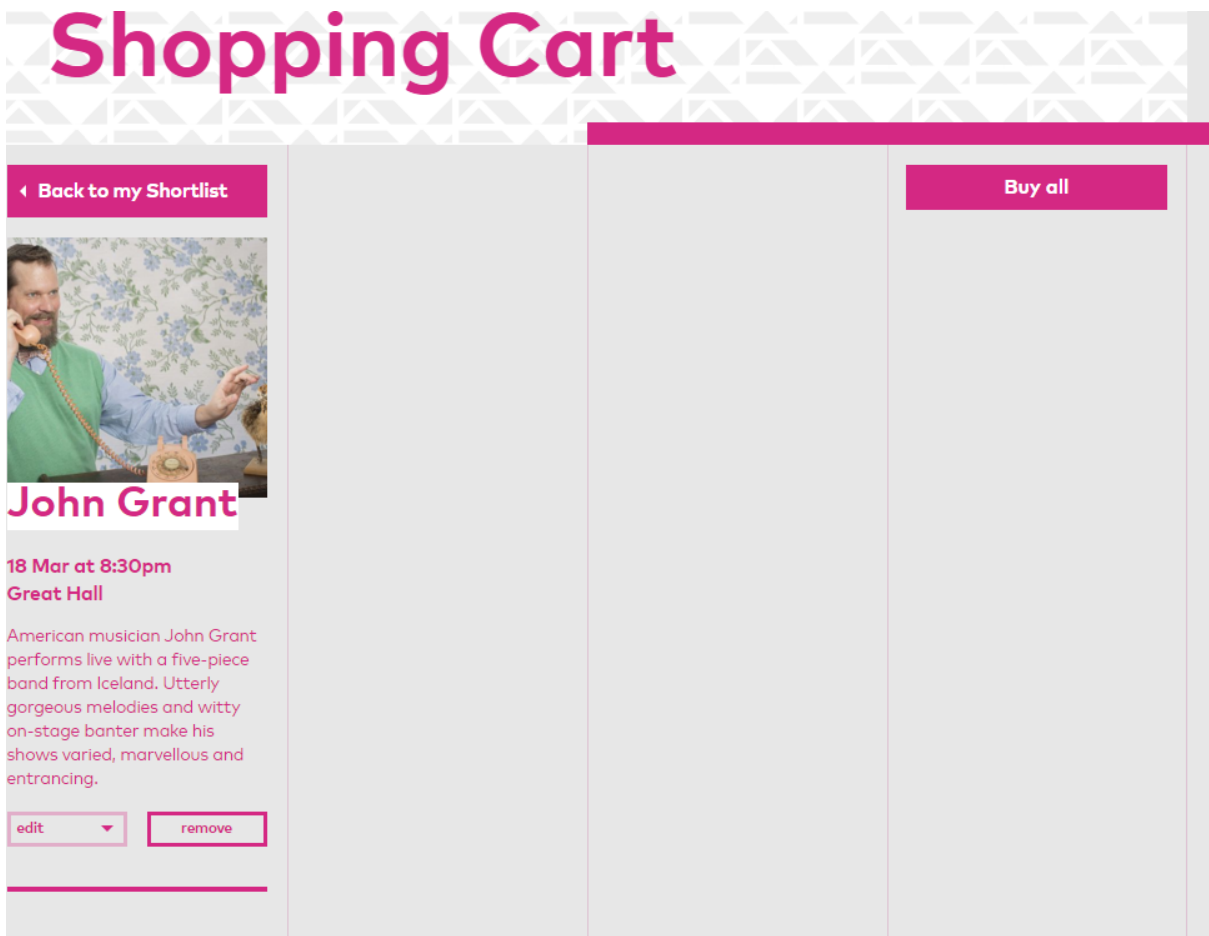 Shopping Cart
Back to my Shortlist
Buy all
John Grant
18 Mar at 8:30pm
Great Hall
American musician John Grant
performs live with a five-piece
band from Iceland. Utterly
gorgeous melodies and witty
on-stage banter make his
shows varied, marvellous and
entrancing.
edit
remove